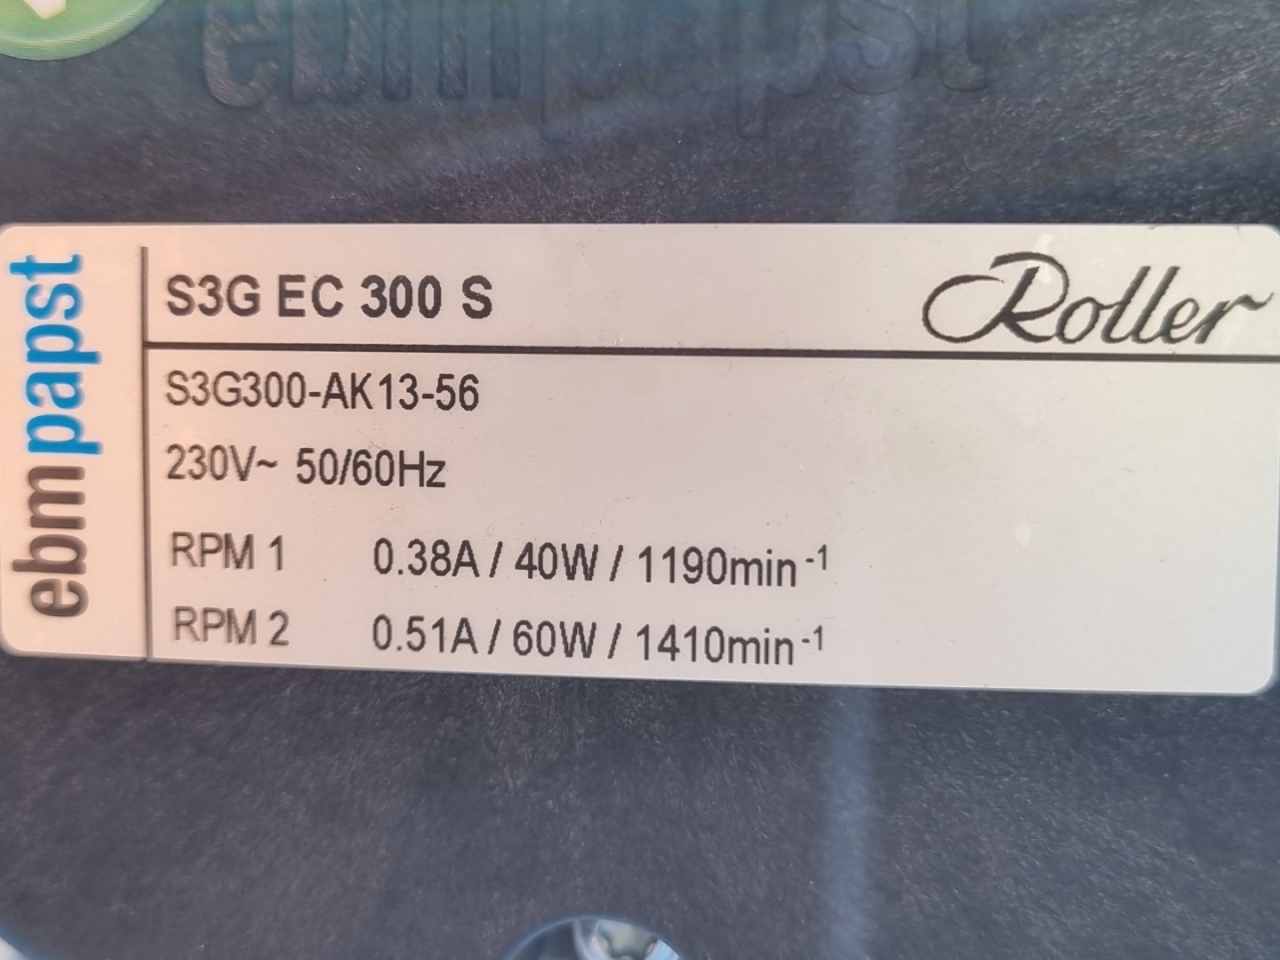 ebmpapst
ebmpapst
S3G EC 300 S
Roller
S3G300-AK13-56
230V~ 50/60Hz
RPM 1 0.38A / 40W / 1190min⁻¹
RPM 2 0.51A / 60W / 1410min⁻¹